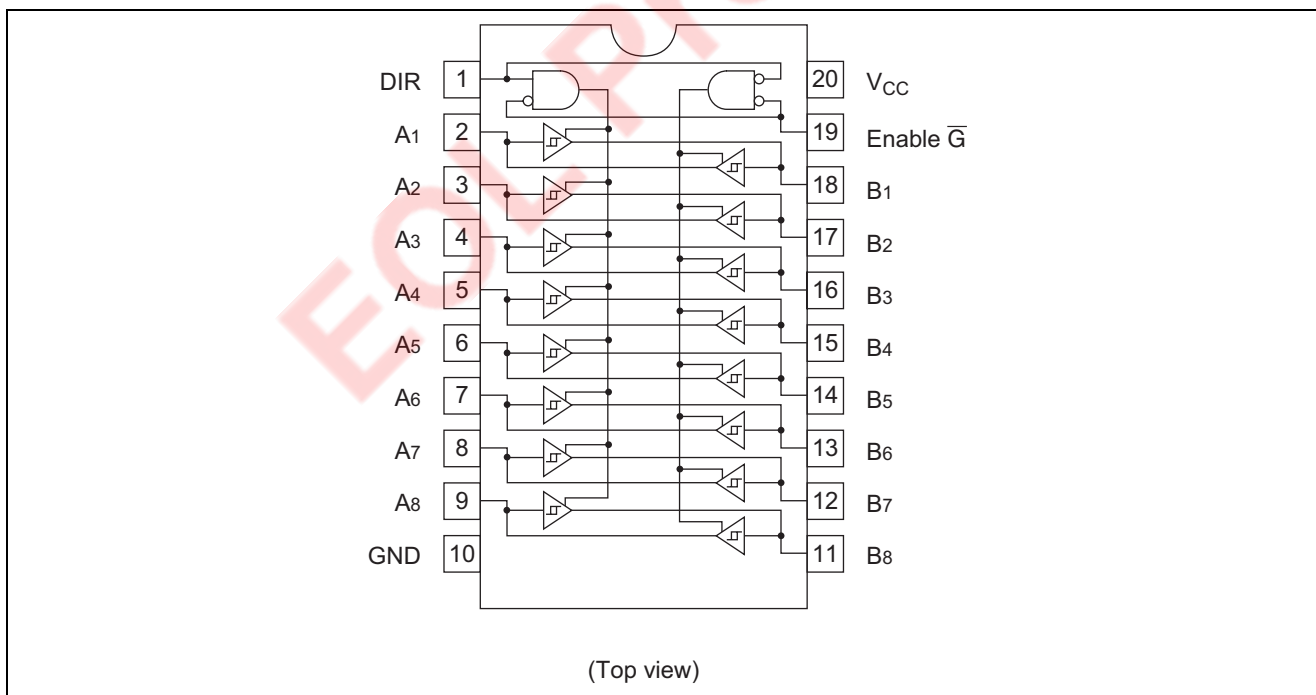 EOL Pr
DIR 1 20 VCC
A1 2 19 Enable G̅
A2 3 18 B1
A3 4 17 B2
A4 5 16 B3
A5 6 15 B4
A6 7 14 B5
A7 8 13 B6
A8 9 12 B7
GND 10 11 B8
(Top view)